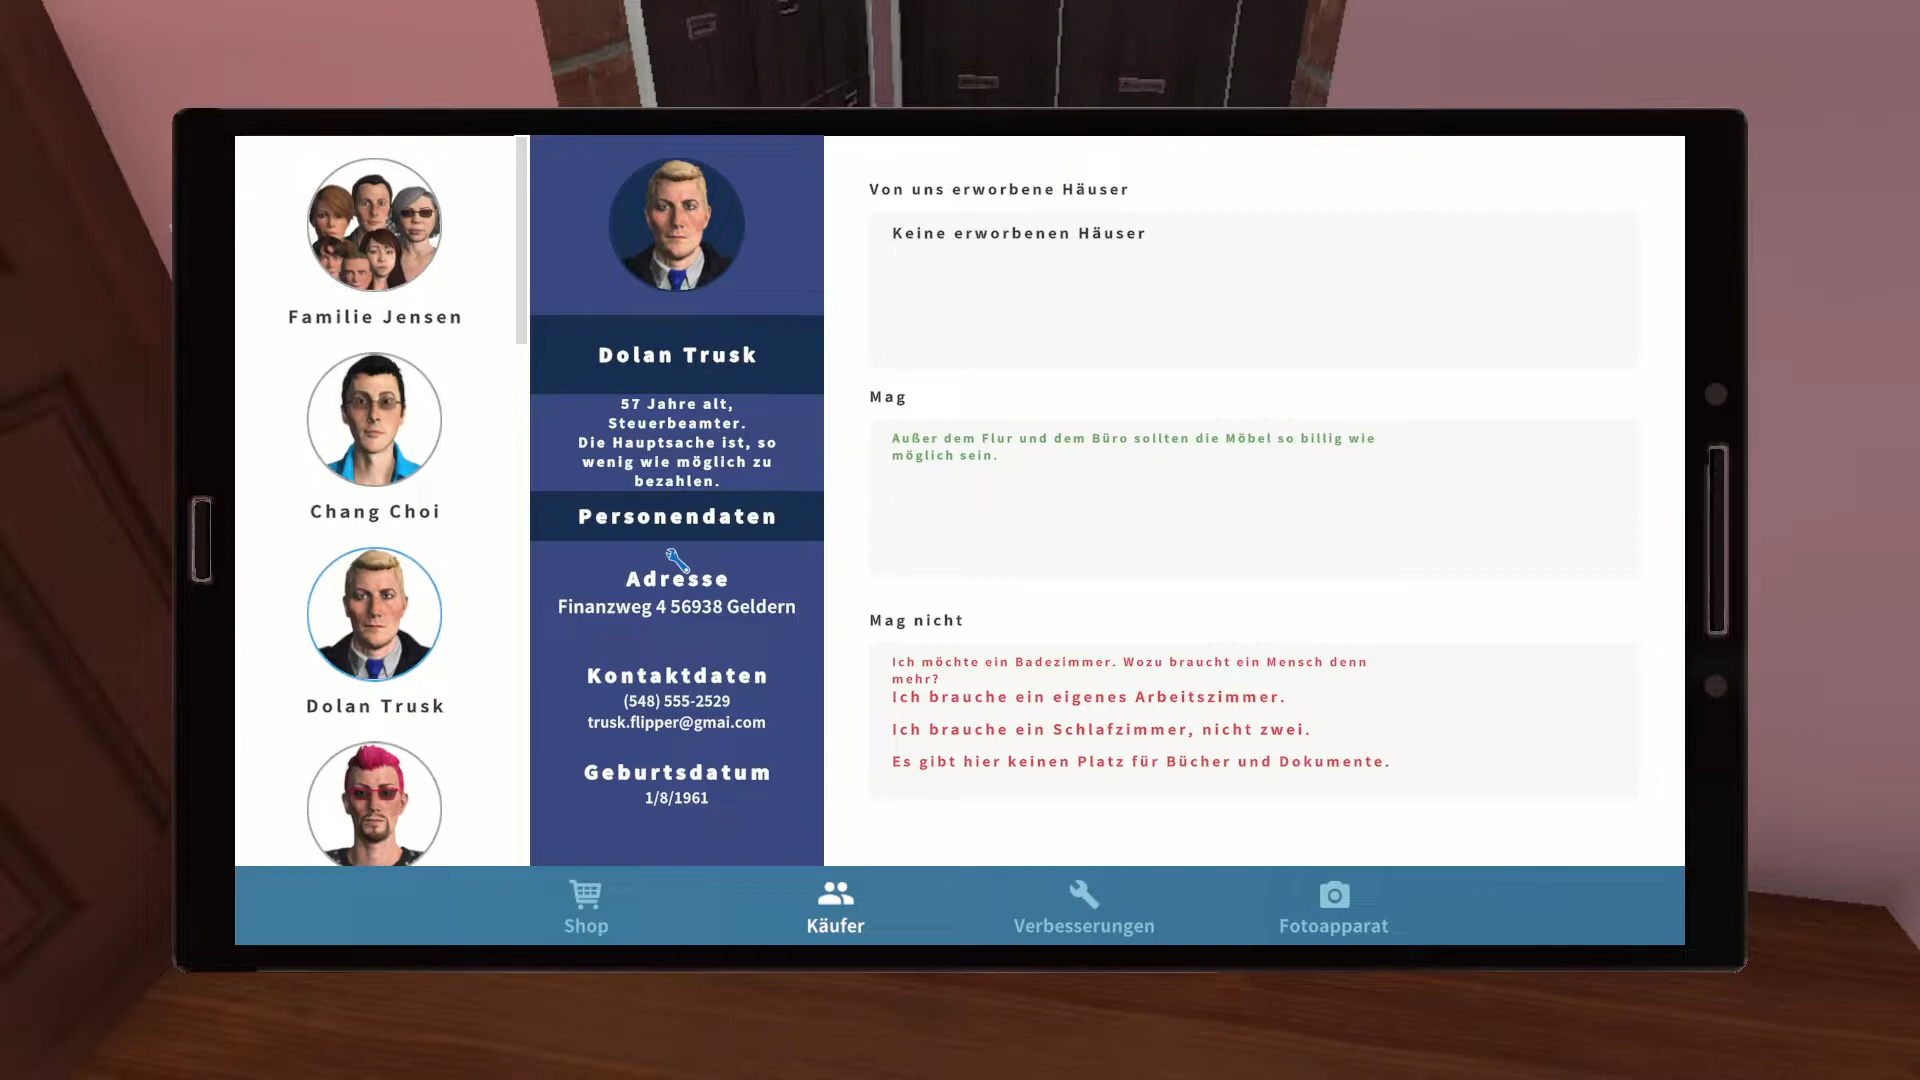 Familie Jensen
Chang Choi
Dolan Trusk
Dolan Trusk
57 Jahre alt,
Steuerbeamter.
Die Hauptsache ist, so
wenig wie möglich zu
bezahlen.
Personendaten
Adresse
Finanzweg 4 56938 Geldern
Kontaktdaten
(548) 555-2529
trusk.flipper@gmai.com
Geburtsdatum
1/8/1961
Von uns erworbene Häuser
Keine erworbenen Häuser
Mag
Außer dem Flur und dem Büro sollten die Möbel so billig wie
möglich sein.
Mag nicht
Ich möchte ein Badezimmer. Wozu braucht ein Mensch denn
mehr?
Ich brauche ein eigenes Arbeitszimmer.
Ich brauche ein Schlafzimmer, nicht zwei.
Es gibt hier keinen Platz für Bücher und Dokumente.
Shop
Käufer
Verbesserungen
Fotoapparat